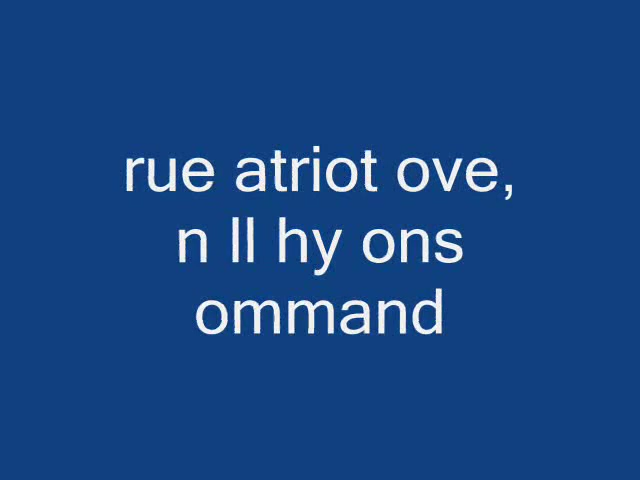 rue atriot ove,
n ll hy ons
ommand